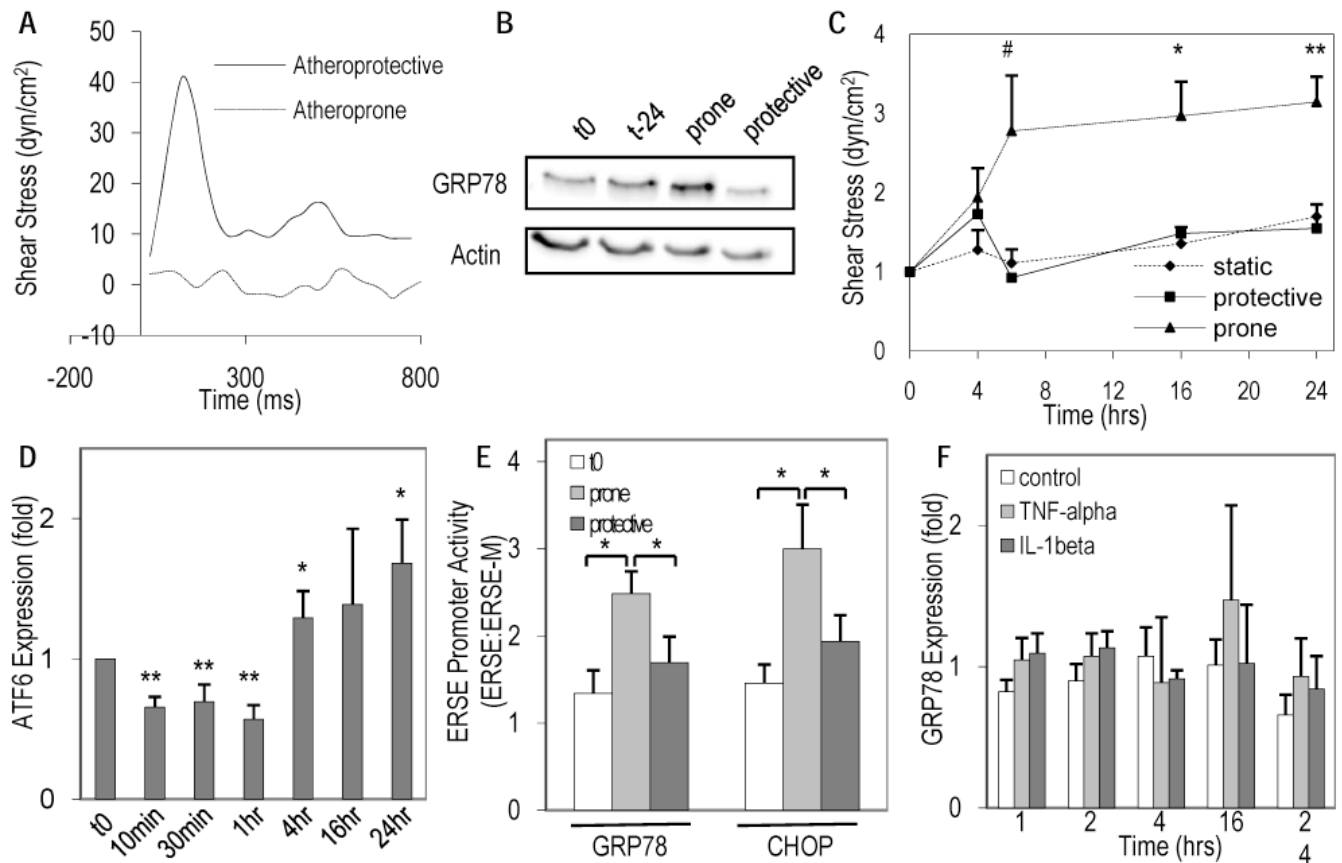 A
50
40
30
20
10
0
-10
-200
300
800
Shear Stress (dyn/cm²)
Time (ms)
Atheroprotective
Atheroprone
B
t0
t-24
prone
protective
GRP78
Actin
C
4
3
2
1
0
Shear Stress (dyn/cm²)
#
*
**
static
protective
prone
0
4
8
12
16
20
24
Time (hrs)
D
2
1
0
ATF6 Expression (fold)
**
**
**
*
*
t0
10min
30min
1hr
4hr
16hr
24hr
E
4
3
2
1
0
ERSE Promoter Activity
(ERSE:ERSE-M)
t0
prone
protective
*
*
*
*
GRP78
CHOP
F
2
1
0
GRP78 Expression (fold)
control
TNF-alpha
IL-1beta
1
2
4
16
2
4
Time (hrs)